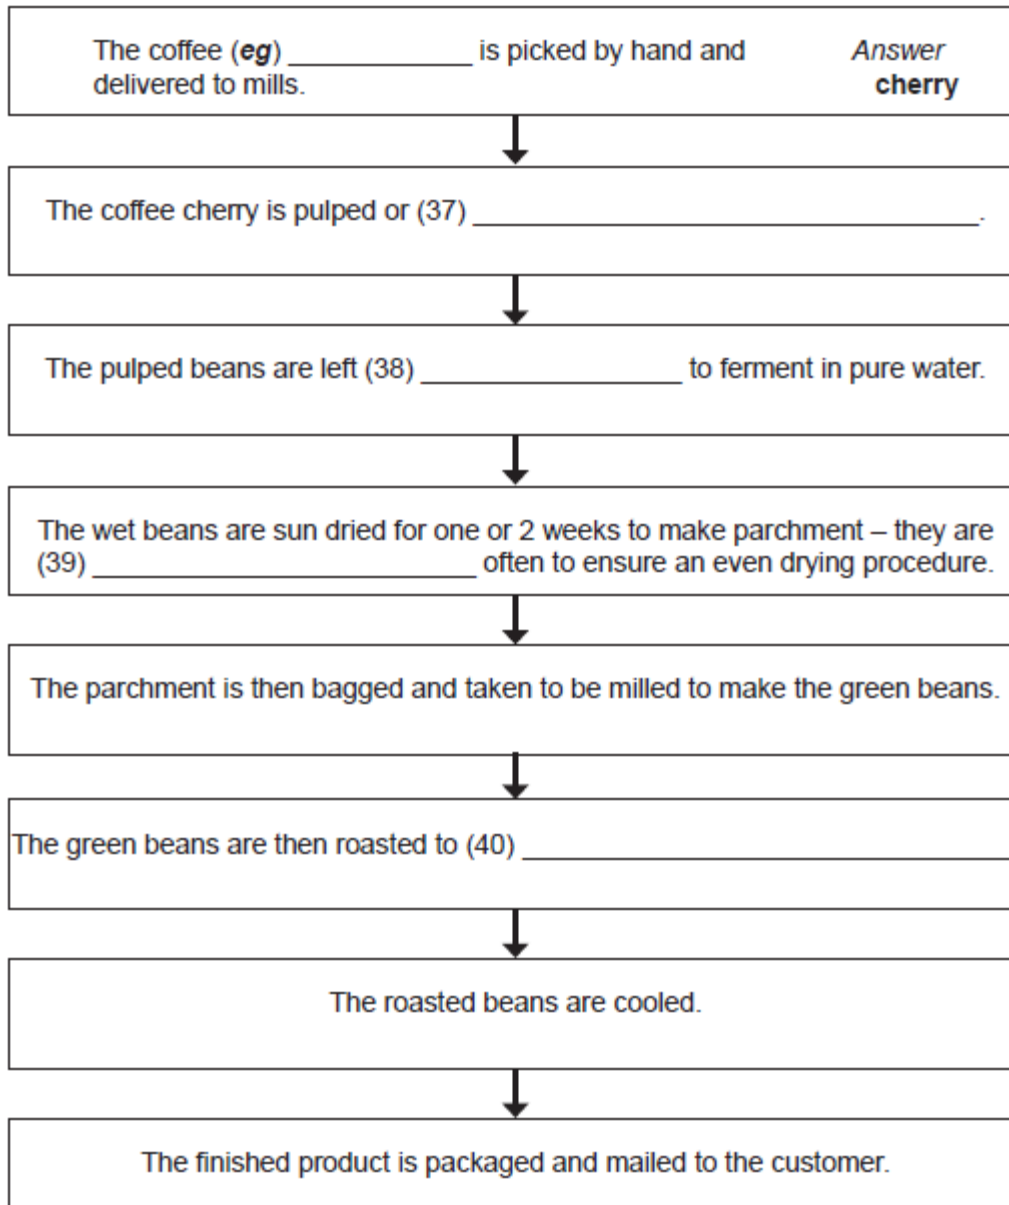 The coffee (eg) ____________ is picked by hand and Answer
delivered to mills. cherry
The coffee cherry is pulped or (37) _________________________________.
The pulped beans are left (38) _________________ to ferment in pure water.
The wet beans are sun dried for one or 2 weeks to make parchment – they are
(39) _________________________ often to ensure an even drying procedure.
The parchment is then bagged and taken to be milled to make the green beans.
The green beans are then roasted to (40) ________________________________
The roasted beans are cooled.
The finished product is packaged and mailed to the customer.